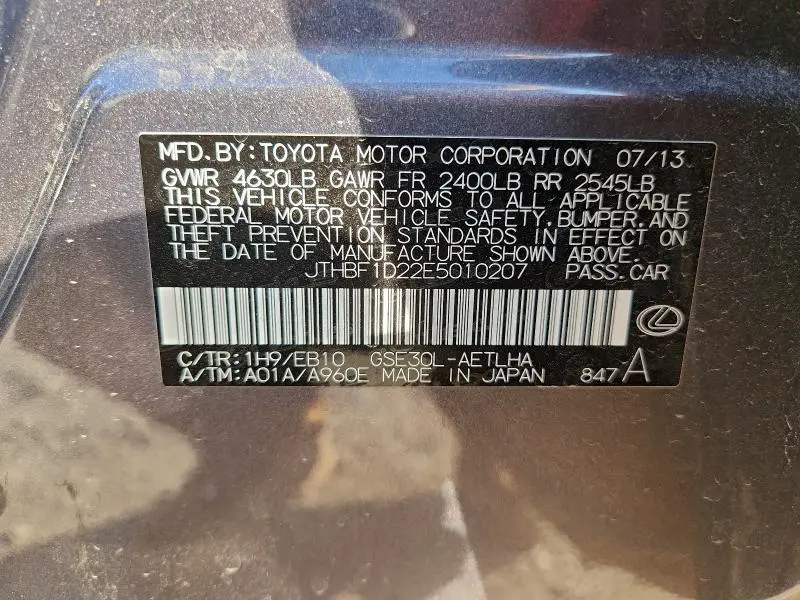 MFD.BY:TOYOTA MOTOR CORPORATION 07/13
GVWR 4630LB GAWR FR 2400LB RR 2545LB
THIS VEHICLE CONFORMS TO ALL APPLICABLE
FEDERAL MOTOR VEHICLE SAFETY,BUMPER,AND
THEFT PREVENTION STANDARDS IN EFFECT ON
THE DATE OF MANUFACTURE SHOWN ABOVE.
JTHBF1D22E5010207 PASS.CAR
C/TR:1H9/EB10 GSE30L-AETLHA
A/TM:A01A/A960E MADE IN JAPAN 847A